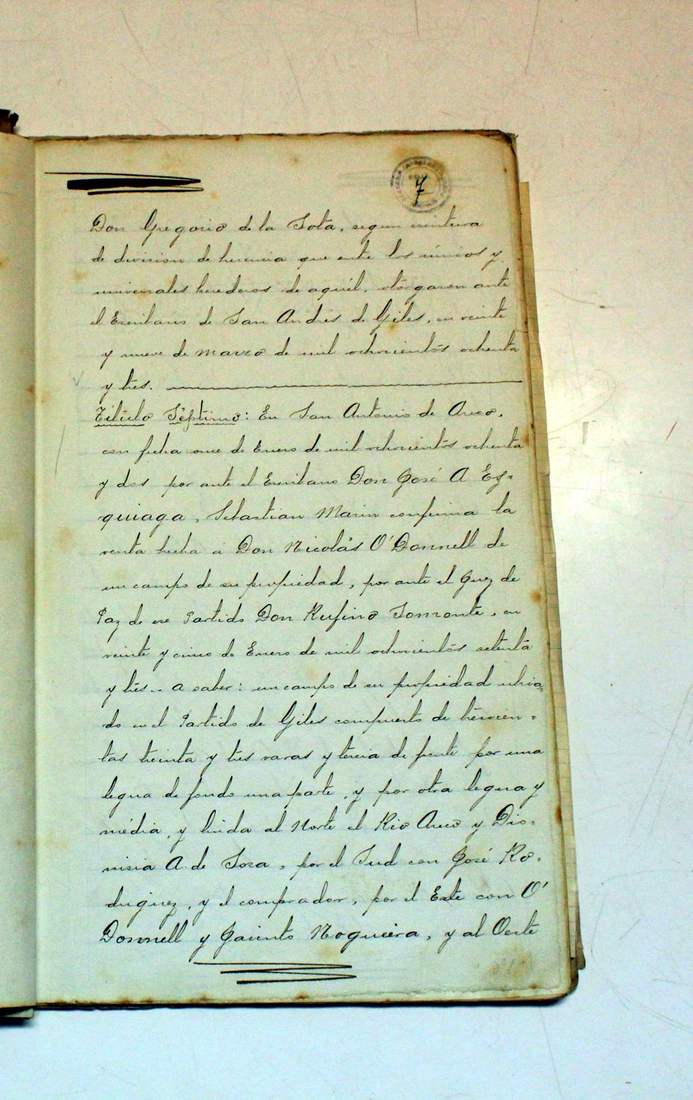 7
Don Gregorio de la Sota, segun escritura
de division de herencia que entre los únicos y
universales herederos de aquél, otorgaron ante
el Escribano de San Andrés de Giles, en veinte
y nueve de marzo de mil ochocientos ochenta
y tres.
Titulo Séptimo: En San Antonio de Areco,
con fecha once de Enero de mil ochocientos ochenta
y dos por ante el Escribano Don José A Ez-
quiaga, Sebastian Marin confirma la
venta hecha á Don Nicolás O'Donnell de
un campo de su propiedad, por ante el Juez de
Paz de ese Partido Don Rufino, en
veinte y cinco de Enero de mil ochocientos setenta
y tres.. a saber: un campo de su propiedad ubica-
do en el Partido de Giles compuesto de trescien-
tas treinta y tres varas y tercia de frente por una
legua de fondo una parte, y por otra legua y
média, y linda al Norte el Rio Areco y Dio-
nisia A. de Sosa, por el Sud con José Ro-
driguez, y el comprador, por el Este con O'
Donnell y Jacinto Noguiera, y al Oeste